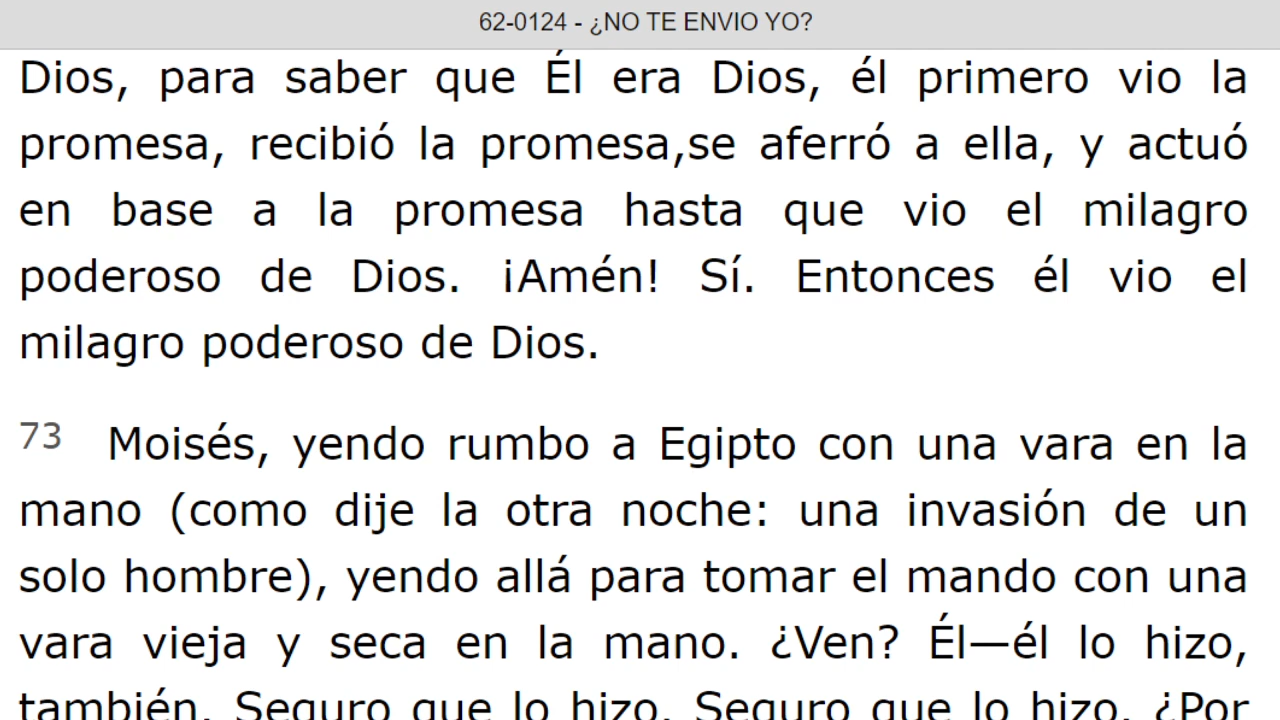 62-0124 - ¿NO TE ENVIO YO?
Dios, para saber que Él era Dios, él primero vio la
promesa, recibió la promesa,se aferró a ella, y actuó
en base a la promesa hasta que vio el milagro
poderoso de Dios. ¡Amén! Sí. Entonces él vio el
milagro poderoso de Dios.
73 Moisés, yendo rumbo a Egipto con una vara en la
mano (como dije la otra noche: una invasión de un
solo hombre), yendo allá para tomar el mando con una
vara vieja y seca en la mano. ¿Ven? Él—él lo hizo,
también. Seguro que lo hizo. Seguro que lo hizo. ¿Por